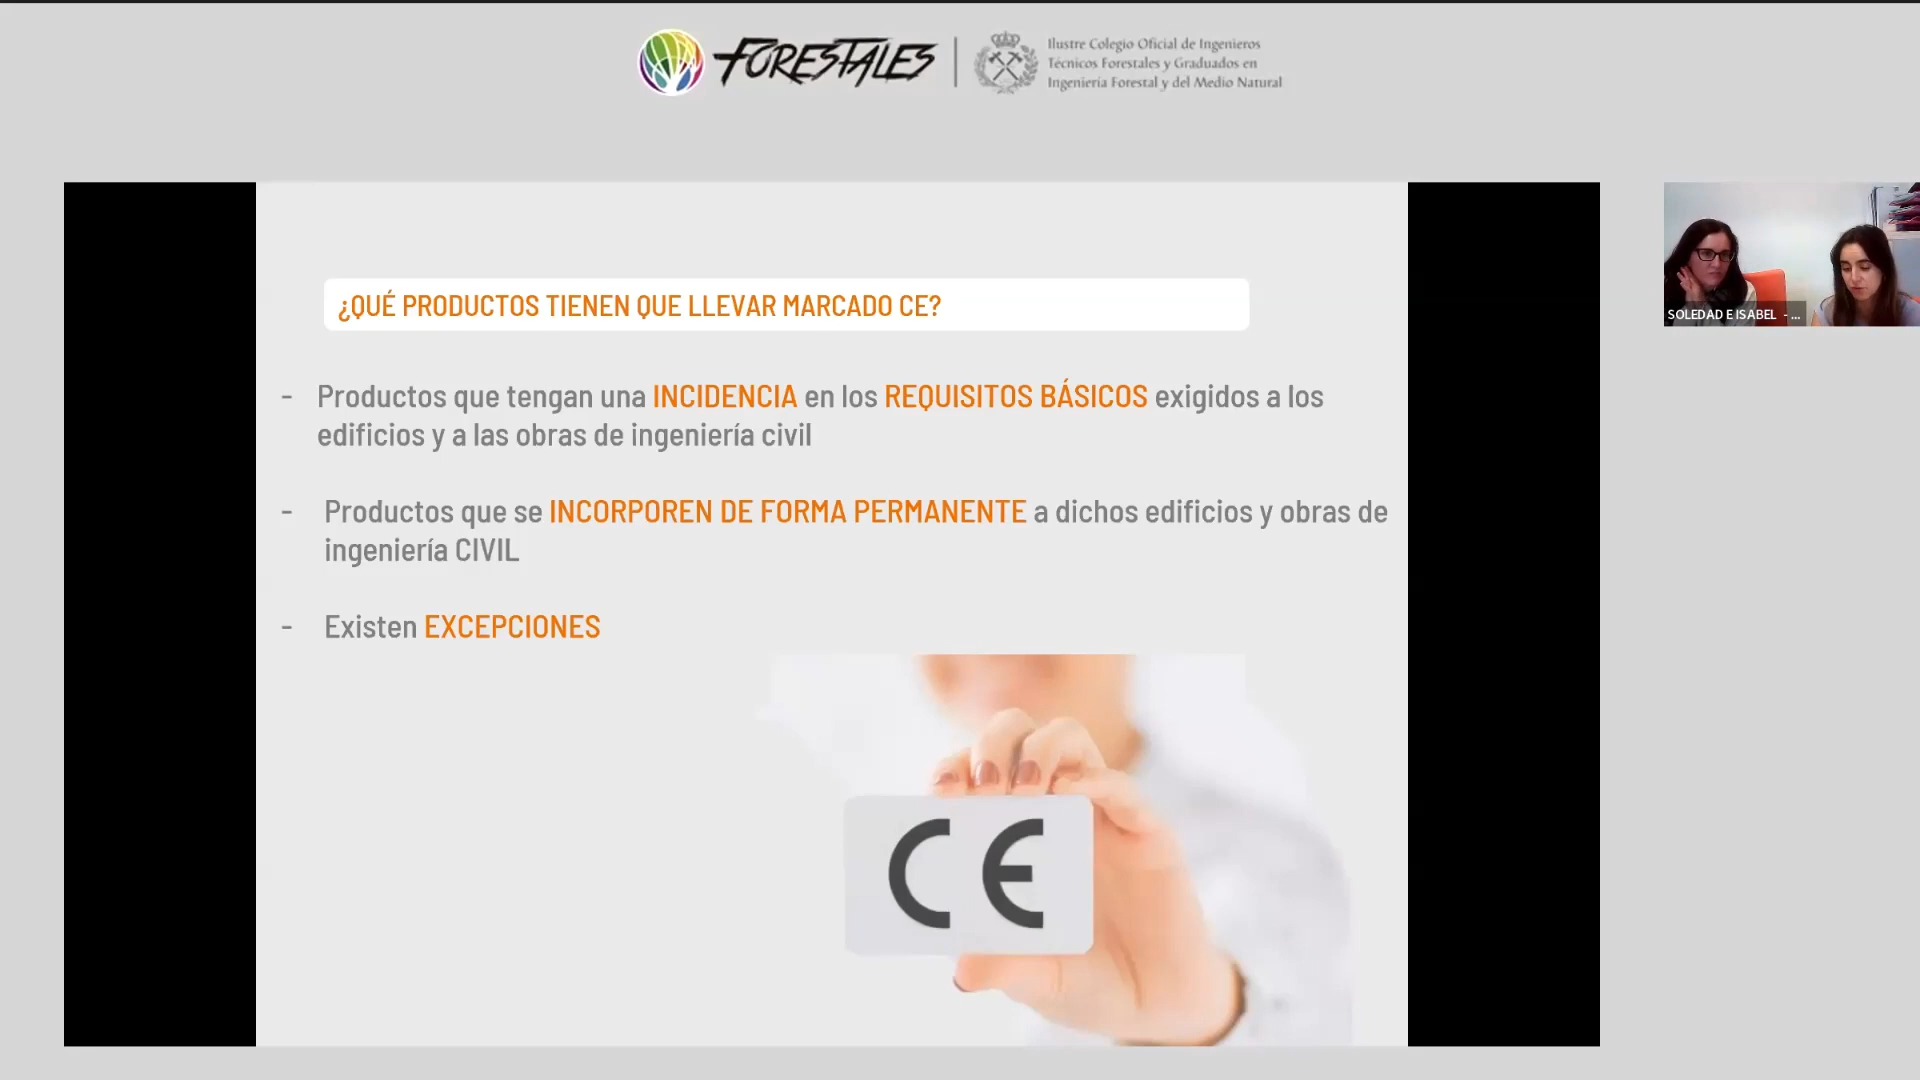 FORESTALES
Ilustre Colegio Oficial de Ingenieros
Técnicos Forestales y Graduados en
Ingeniería Forestal y del Medio Natural
¿QUÉ PRODUCTOS TIENEN QUE LLEVAR MARCADO CE?
- Productos que tengan una INCIDENCIA en los REQUISITOS BÁSICOS exigidos a los
edificios y a las obras de ingeniería civil
- Productos que se INCORPOREN DE FORMA PERMANENTE a dichos edificios y obras de
ingeniería CIVIL
- Existen EXCEPCIONES
CE
SOLEDAD E ISABEL - ...